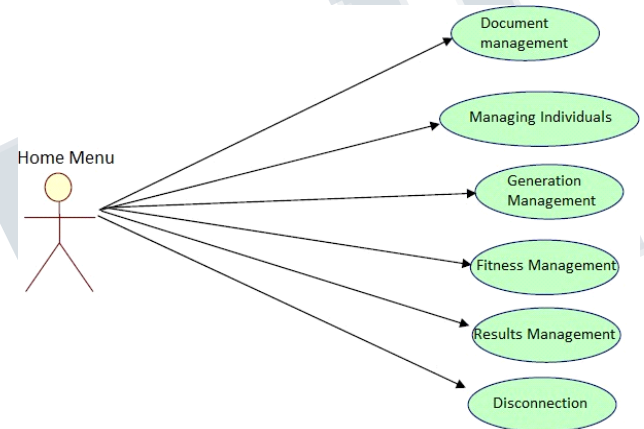 Document
management
Managing Individuals
Home Menu
Generation
Management
Fitness Management
Results Management
Disconnection